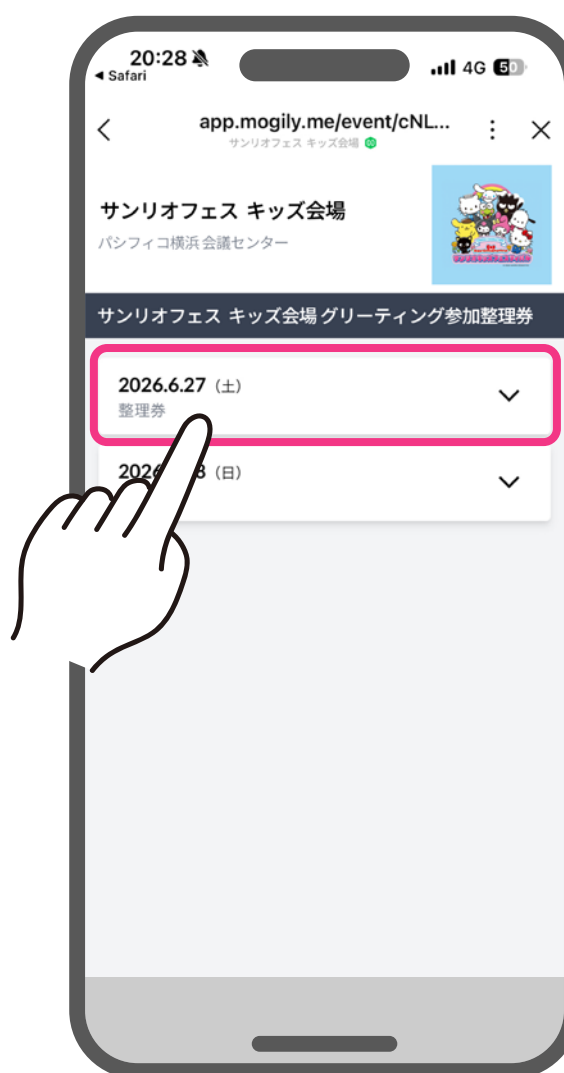 20:28
◀ Safari
4G 50
app.mogily.me/event/cNL...
サンリオフェス キッズ会場
サンリオフェス キッズ会場
パシフィコ横浜 会議センター
サンリオフェス キッズ会場 グリーティング参加整理券
2026.6.27（土）
整理券
（日）